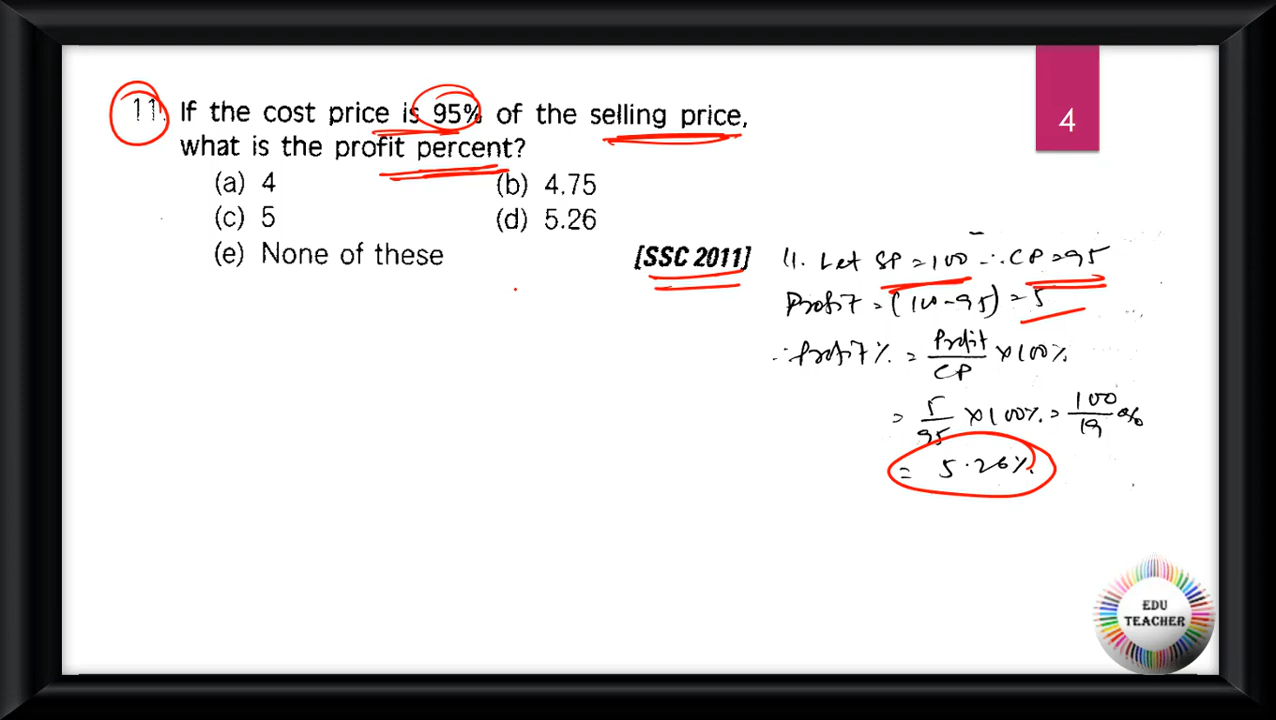 4
11. If the cost price is 95% of the selling price,
what is the profit percent?
(a) 4 (b) 4.75
(c) 5 (d) 5.26
(e) None of these [SSC 2011]
11. Let SP = 100 ∴ CP = 95
Profit = (100 - 95) = 5
∴ Profit % = Profit/CP × 100%
= 5/95 × 100% = 100/19 %
= 5.26%
EDU
TEACHER